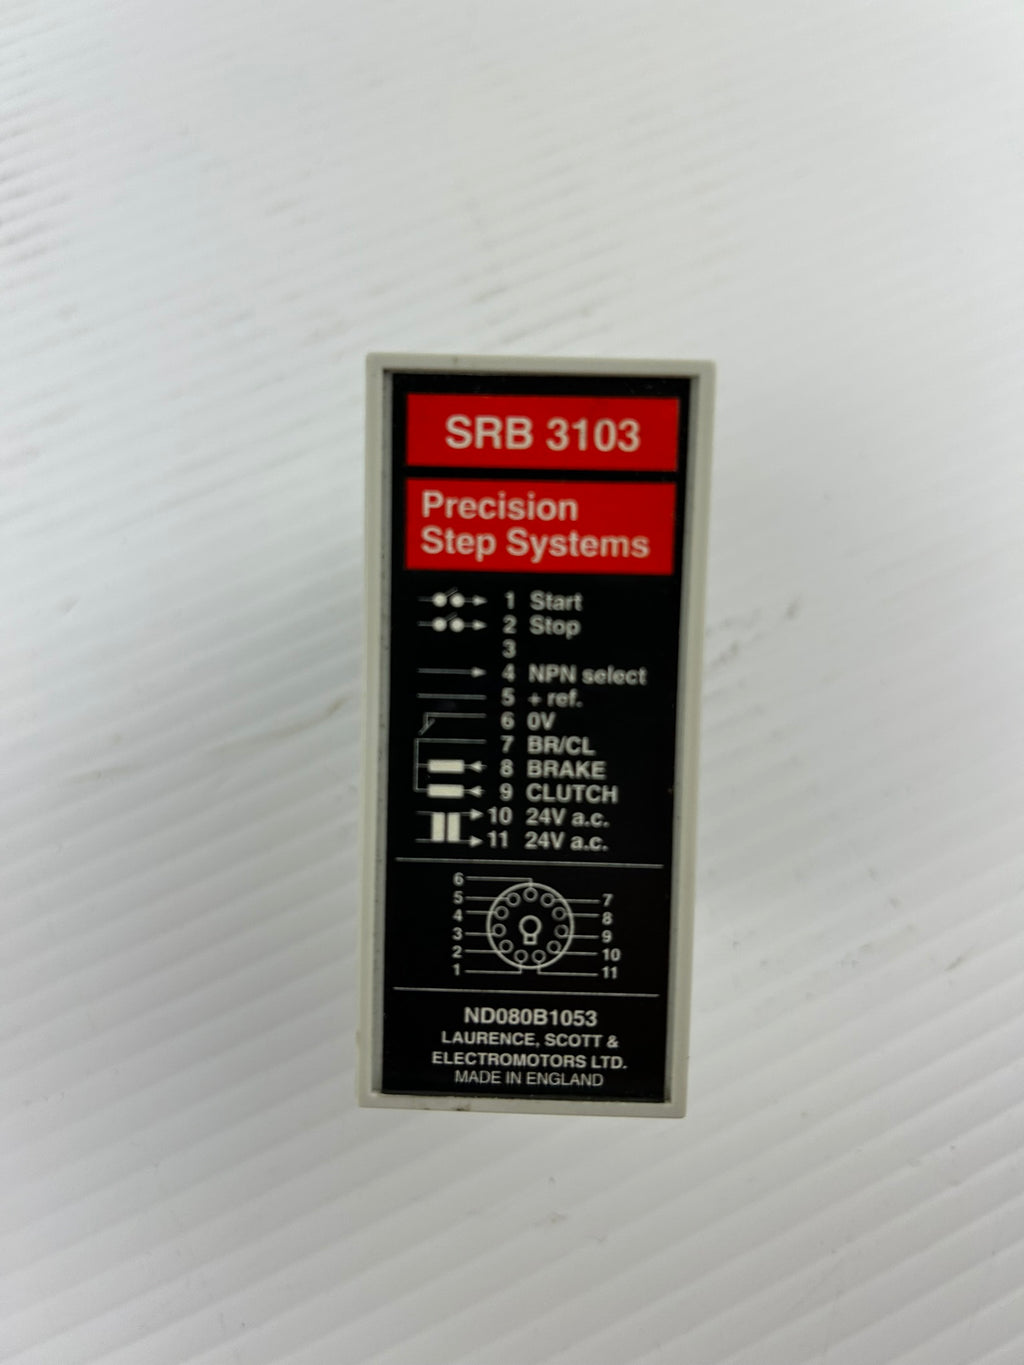 SRB 3103
Precision
Step Systems
1 Start
2 Stop
3
4 NPN select
5 + ref.
6 0V
7 BR/CL
8 BRAKE
9 CLUTCH
10 24V a.c.
11 24V a.c.
6
5 7
4 8
3 9
2 10
1 11
ND080B1053
LAURENCE, SCOTT &
ELECTROMOTORS LTD.
MADE IN ENGLAND